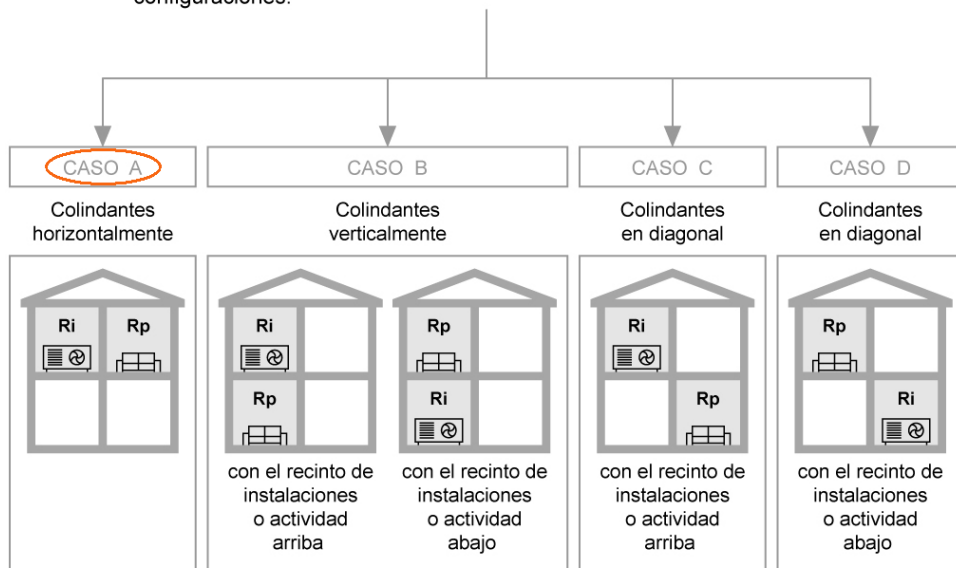 configuraciones:
CASO A
CASO B
CASO C
CASO D
Colindantes
horizontalmente
Colindantes
verticalmente
Colindantes
en diagonal
Colindantes
en diagonal
Ri
Rp
Ri
Rp
con el recinto de
instalaciones
o actividad
arriba
Rp
Ri
con el recinto de
instalaciones
o actividad
abajo
Ri
Rp
con el recinto de
instalaciones
o actividad
arriba
Rp
Ri
con el recinto de
instalaciones
o actividad
abajo